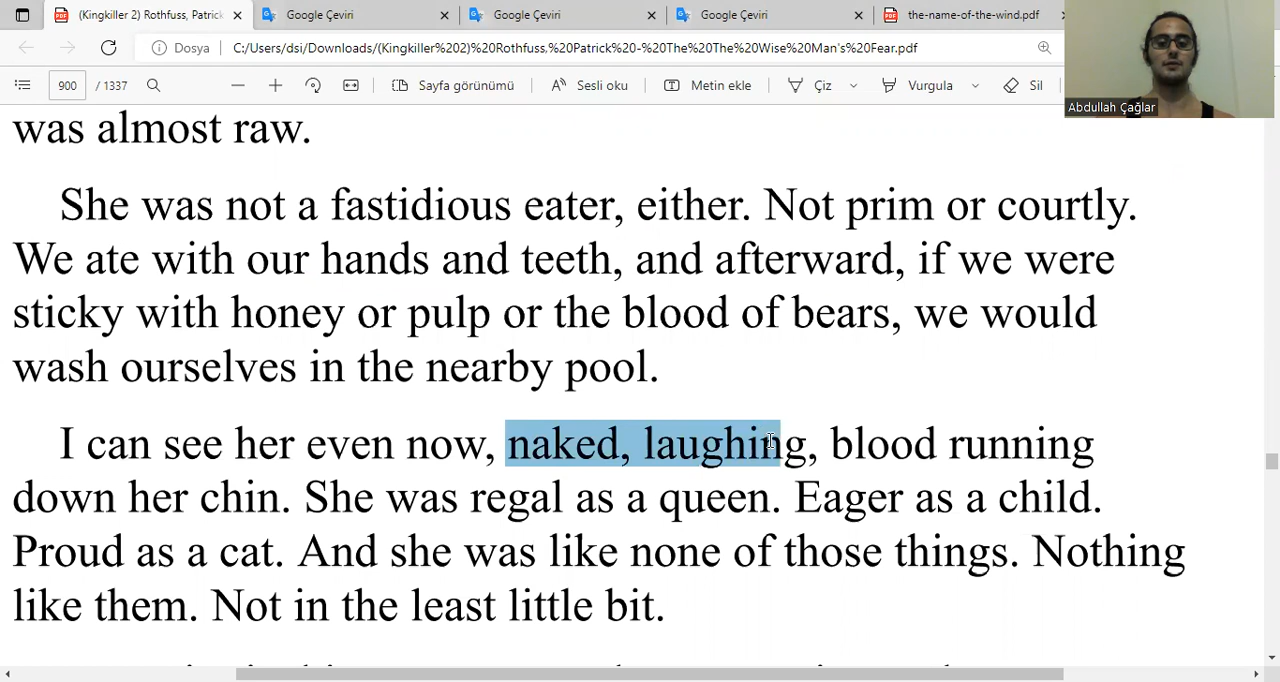 (Kingkiller 2) Rothfuss, Patrick
Google Çeviri
Google Çeviri
Google Çeviri
the-name-of-the-wind.pdf
Dosya
C:/Users/dsi/Downloads/(Kingkiller%202)%20Rothfuss,%20Patrick%20-%20The%20The%20Wise%20Man's%20Fear.pdf
900 / 1337
Sayfa görünümü
Sesli oku
Metin ekle
Çiz
Vurgula
Sil
Abdullah Çağlar
was almost raw.
She was not a fastidious eater, either. Not prim or courtly.
We ate with our hands and teeth, and afterward, if we were
sticky with honey or pulp or the blood of bears, we would
wash ourselves in the nearby pool.
I can see her even now, naked, laughing, blood running
down her chin. She was regal as a queen. Eager as a child.
Proud as a cat. And she was like none of those things. Nothing
like them. Not in the least little bit.